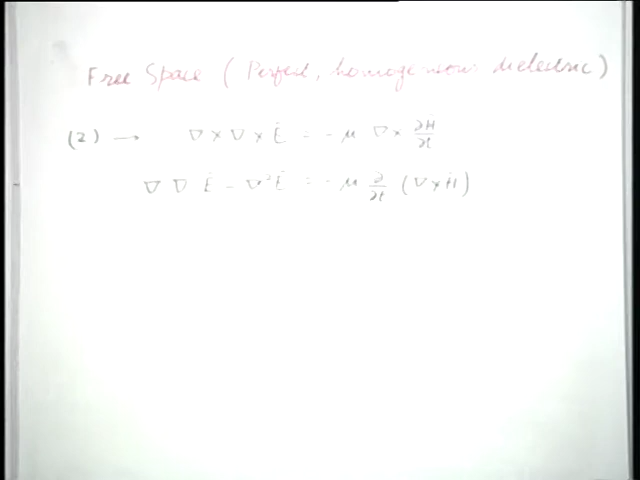 Free Space ( Perfect, homogeneous dielectric )
(2) → ∇ × ∇ × E = - μ ∇ × ∂H/∂t
∇ ∇ E - ∇²E = - μ ∂/∂t (∇ × H)